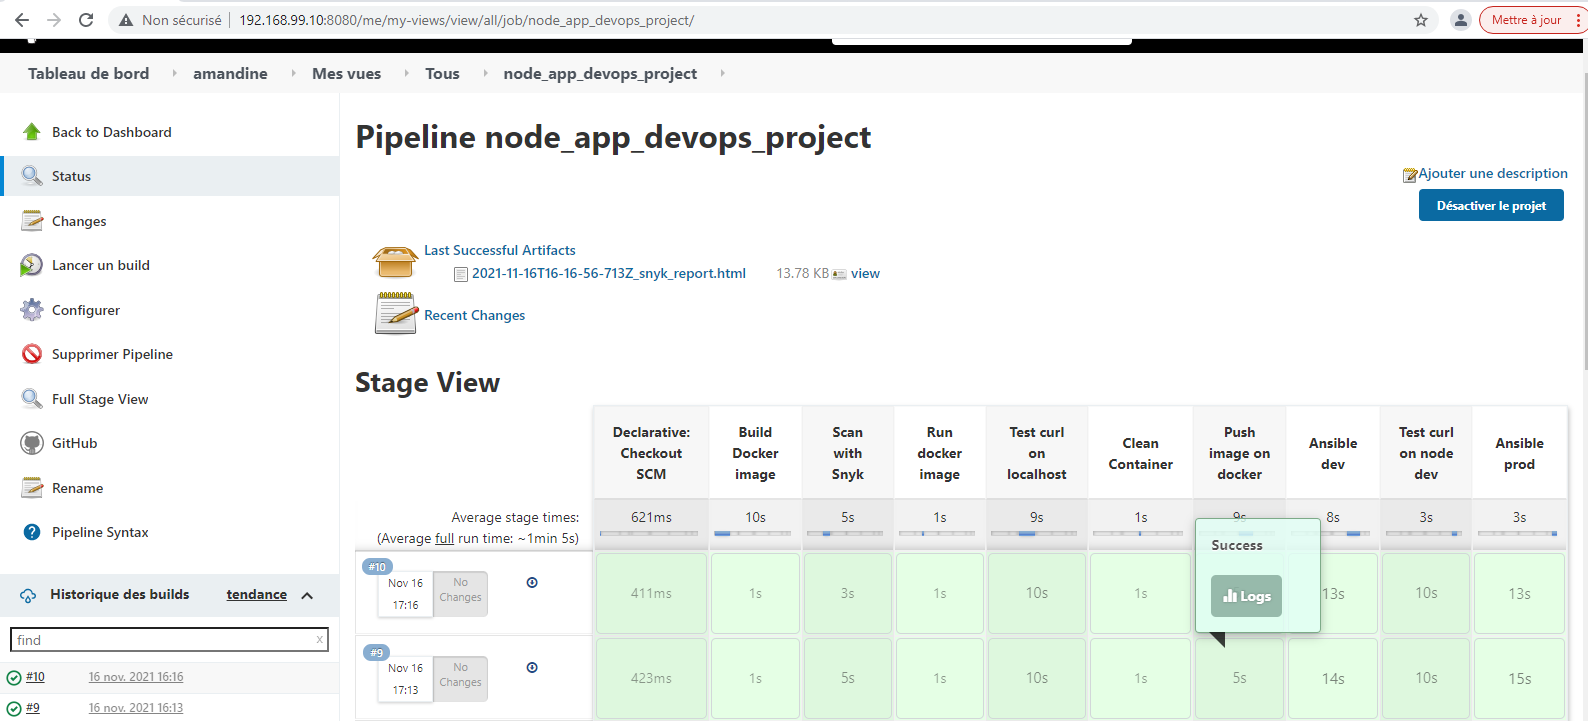 Non sécurisé 192.168.99.10:8080/me/my-views/view/all/job/node_app_devops_project/ Mettre à jour
Tableau de bord amandine Mes vues Tous node_app_devops_project
Back to Dashboard
Status
Changes
Lancer un build
Configurer
Supprimer Pipeline
Full Stage View
GitHub
Rename
Pipeline Syntax
Historique des builds tendance
find x
#10 16 nov. 2021 16:16
#9 16 nov. 2021 16:13
Pipeline node_app_devops_project
Ajouter une description
Désactiver le projet
Last Successful Artifacts
2021-11-16T16-16-56-713Z_snyk_report.html 13.78 KB view
Recent Changes
Stage View
Declarative: Checkout SCM
Build Docker image
Scan with Snyk
Run docker image
Test curl on localhost
Clean Container
Push image on docker
Ansible dev
Test curl on node dev
Ansible prod
Average stage times: 621ms 10s 5s 1s 9s 1s 9s 8s 3s 3s
(Average full run time: ~1min 5s)
#10
Nov 16
17:16
No Changes
411ms 1s 3s 1s 10s 1s 13s 10s 13s
Success
Logs
#9
Nov 16
17:13
No Changes
423ms 1s 5s 1s 10s 1s 5s 14s 10s 15s